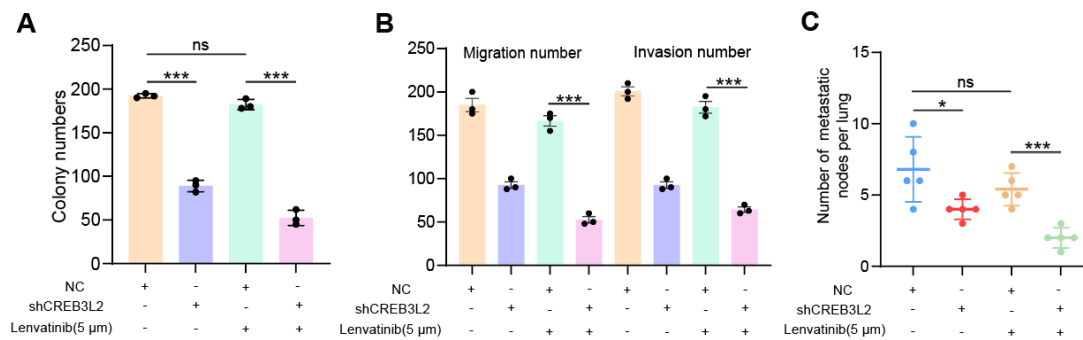 A
ns
***
***
Colony numbers
250
200
150
100
50
0
NC + - + -
shCREB3L2 - + - +
Lenvatinib(5 µm) - - + +
B
Migration number Invasion number
***
***
250
200
150
100
50
0
NC + - + - + - + -
shCREB3L2 - + - + - + - +
Lenvatinib(5 µm) - - + + - - + +
C
ns
*
***
Number of metastatic
nodes per lung
15
10
5
0
NC + - + -
shCREB3L2 - + - +
Lenvatinib(5 µm) - - + +